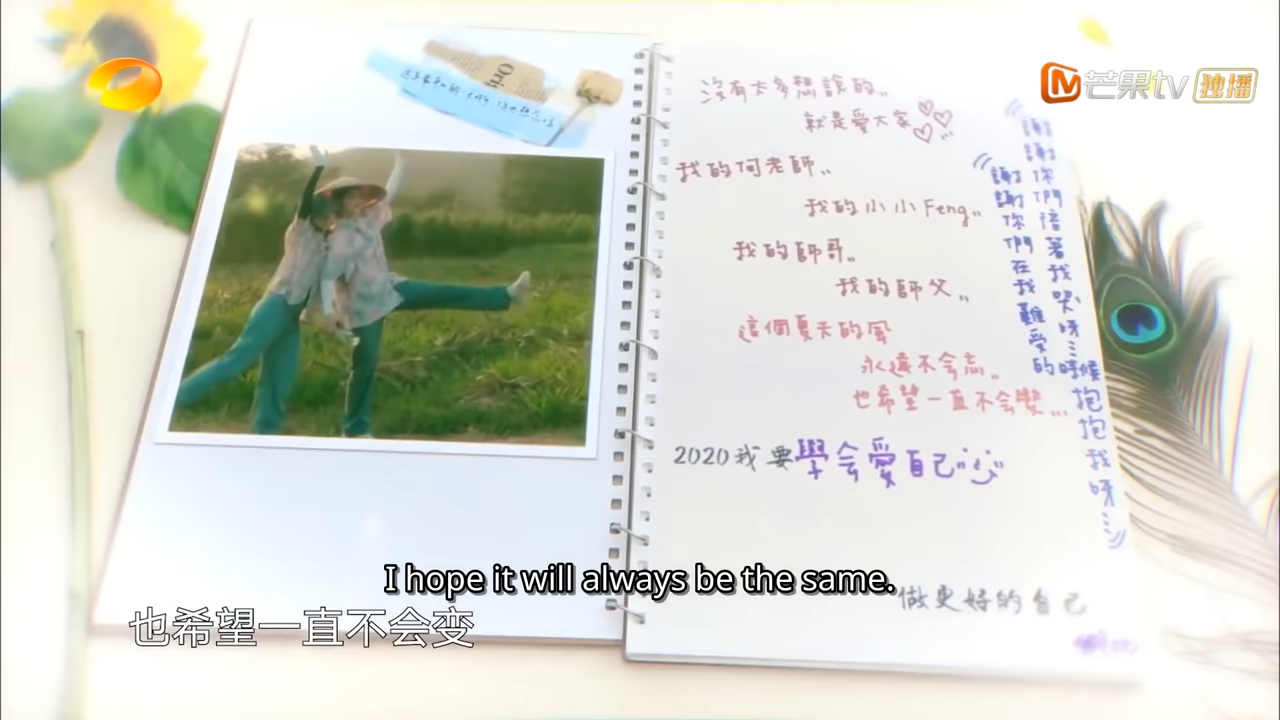 芒果tv 独播
Ori
沒有太多想說的..
就是愛大家
我的何老師..
我的小小Feng..
我的師哥..
我的師父..
這個夏天的風
永遠不会忘..
也希望一直不会變...
2020我要學会愛自己
做更好的自己
謝謝你們陪著我哭呀
謝謝你們在我難受的時候抱抱我呀
I hope it will always be the same.
也希望一直不会变